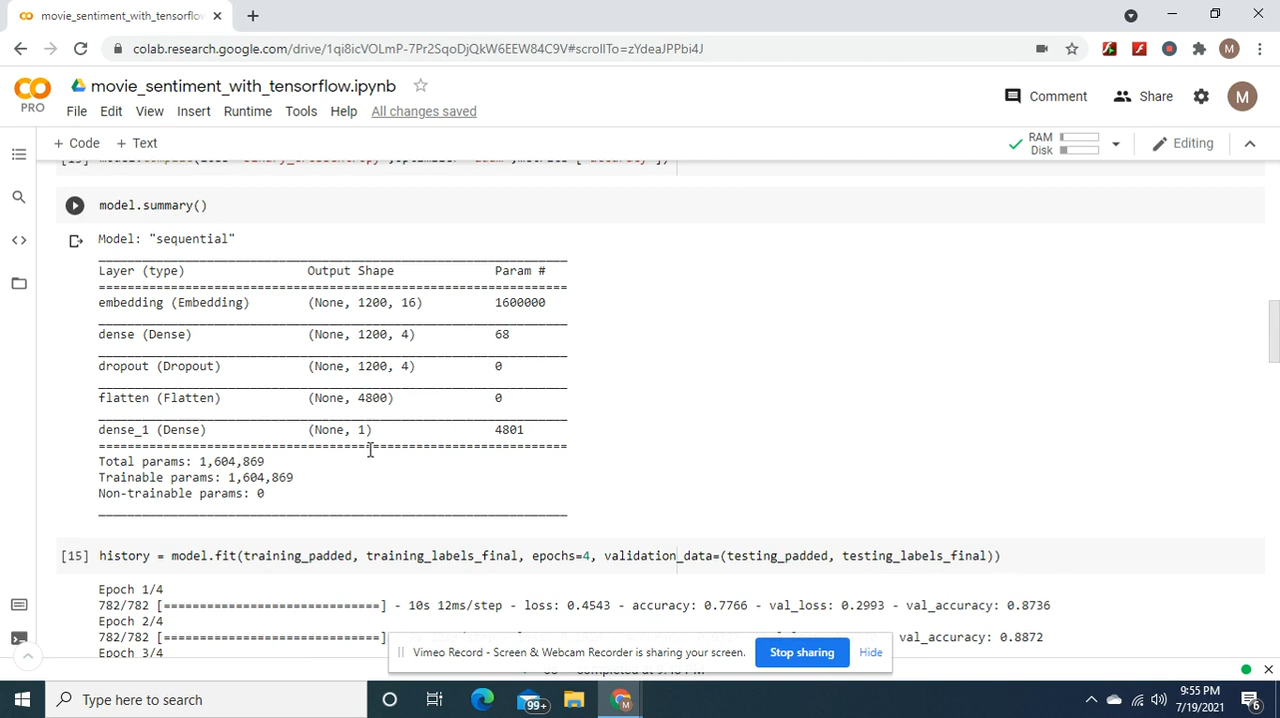 movie_sentiment_with_tensorflow
colab.research.google.com/drive/1qi8icVOLmP-7Pr2SqoDjQkW6EEW84C9V#scrollTo=zYdeaJPPbi4J
M
PRO
movie_sentiment_with_tensorflow.ipynb
Comment
Share
M
File Edit View Insert Runtime Tools Help All changes saved
+ Code + Text
RAM
Disk
Editing
model.summary()
Model: "sequential"
Layer (type) Output Shape Param #
=================================================================
embedding (Embedding) (None, 1200, 16) 1600000
dense (Dense) (None, 1200, 4) 68
dropout (Dropout) (None, 1200, 4) 0
flatten (Flatten) (None, 4800) 0
dense_1 (Dense) (None, 1) 4801
=================================================================
Total params: 1,604,869
Trainable params: 1,604,869
Non-trainable params: 0
[15] history = model.fit(training_padded, training_labels_final, epochs=4, validation_data=(testing_padded, testing_labels_final))
Epoch 1/4
782/782 [==============================] - 10s 12ms/step - loss: 0.4543 - accuracy: 0.7766 - val_loss: 0.2993 - val_accuracy: 0.8736
Epoch 2/4
782/782 [==============================] val_accuracy: 0.8872
Epoch 3/4
Vimeo Record - Screen & Webcam Recorder is sharing your screen. Stop sharing Hide
Type here to search
99+
M
9:55 PM
7/19/2021
6